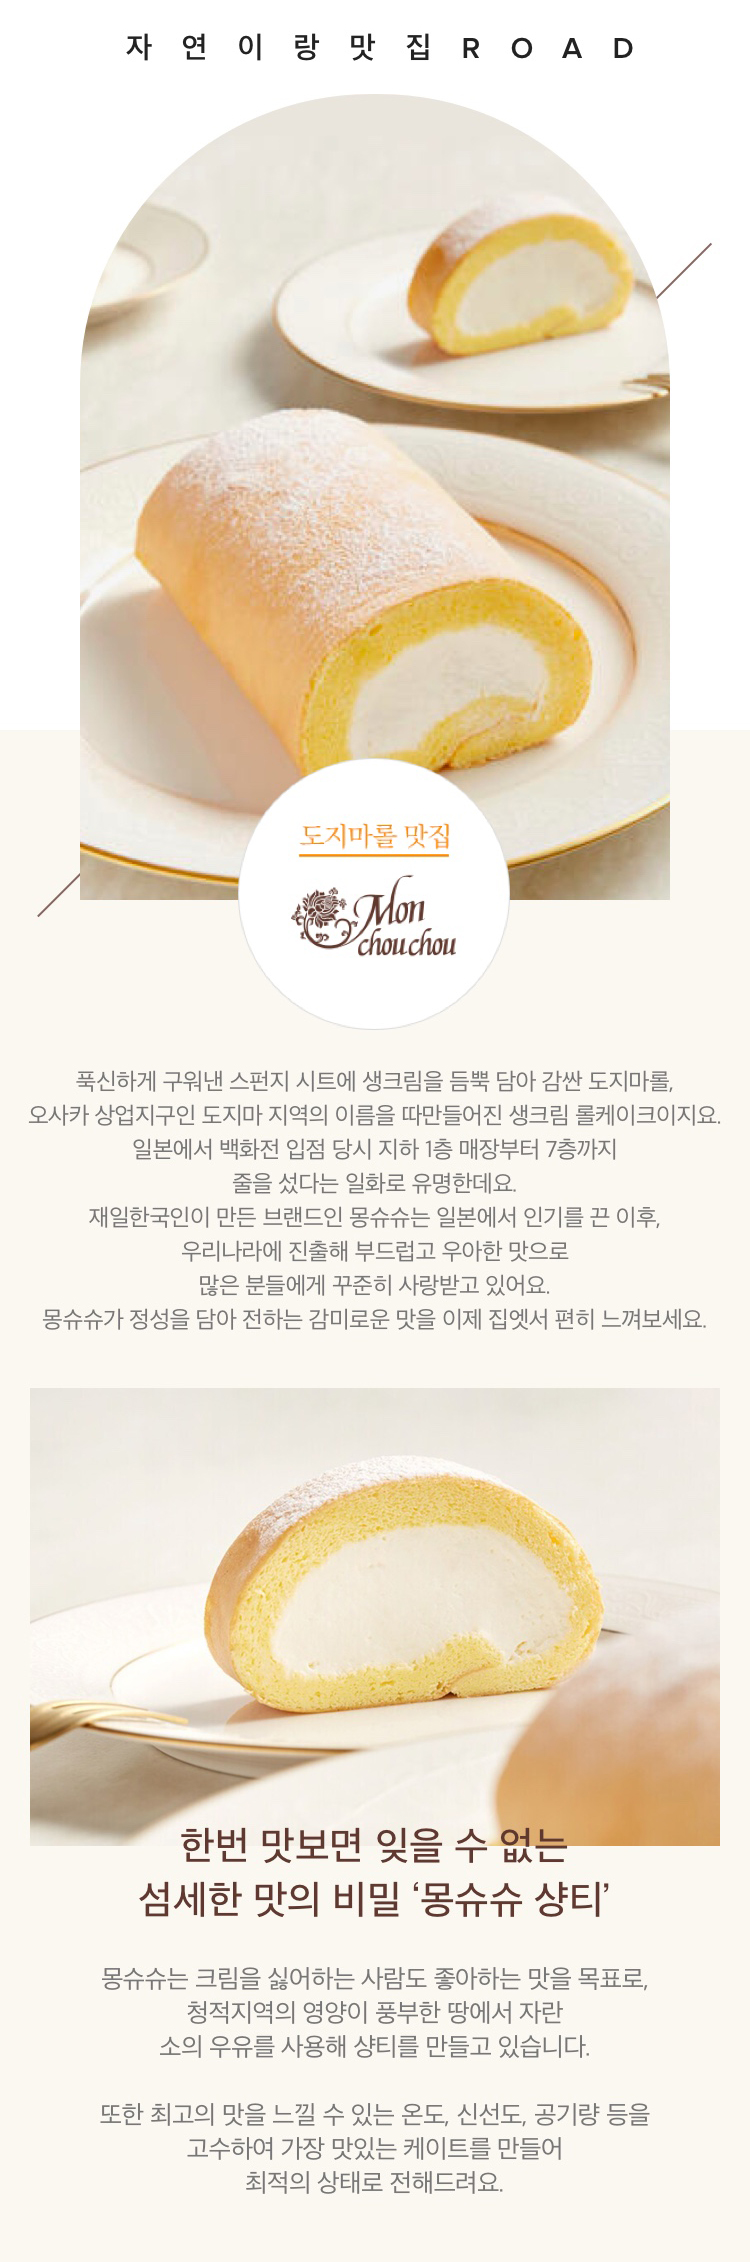 자연이랑맛집ROAD
도지마롤 맛집
Mon
chouchou
푹신하게 구워낸 스펀지 시트에 생크림을 듬뿍 담아 감싼 도지마롤,
오사카 상업지구인 도지마 지역의 이름을 따만들어진 생크림 롤케이크이지요.
일본에서 백화전 입점 당시 지하 1층 매장부터 7층까지
줄을 섰다는 일화로 유명한데요.
재일한국인이 만든 브랜드인 몽슈슈는 일본에서 인기를 끈 이후,
우리나라에 진출해 부드럽고 우아한 맛으로
많은 분들에게 꾸준히 사랑받고 있어요.
몽슈슈가 정성을 담아 전하는 감미로운 맛을 이제 집엣서 편히 느껴보세요.
한번 맛보면 잊을 수 없는
섬세한 맛의 비밀 ‘몽슈슈 샹티’
몽슈슈는 크림을 싫어하는 사람도 좋아하는 맛을 목표로,
청적지역의 영양이 풍부한 땅에서 자란
소의 우유를 사용해 샹티를 만들고 있습니다.
또한 최고의 맛을 느낄 수 있는 온도, 신선도, 공기량 등을
고수하여 가장 맛있는 케이트를 만들어
최적의 상태로 전해드려요.